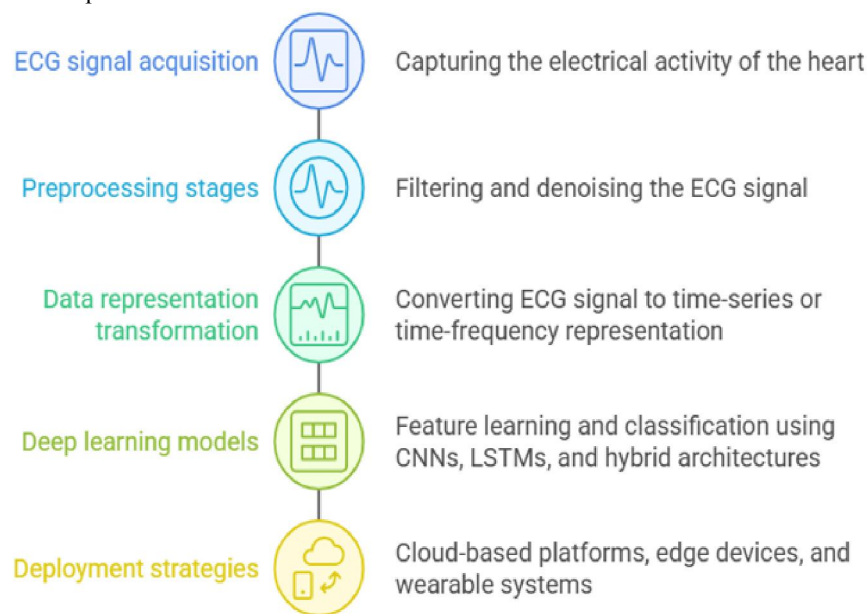 ECG signal acquisition
Capturing the electrical activity of the heart
Preprocessing stages
Filtering and denoising the ECG signal
Data representation
transformation
Converting ECG signal to time-series or
time-frequency representation
Deep learning models
Feature learning and classification using
CNNs, LSTMs, and hybrid architectures
Deployment strategies
Cloud-based platforms, edge devices, and
wearable systems